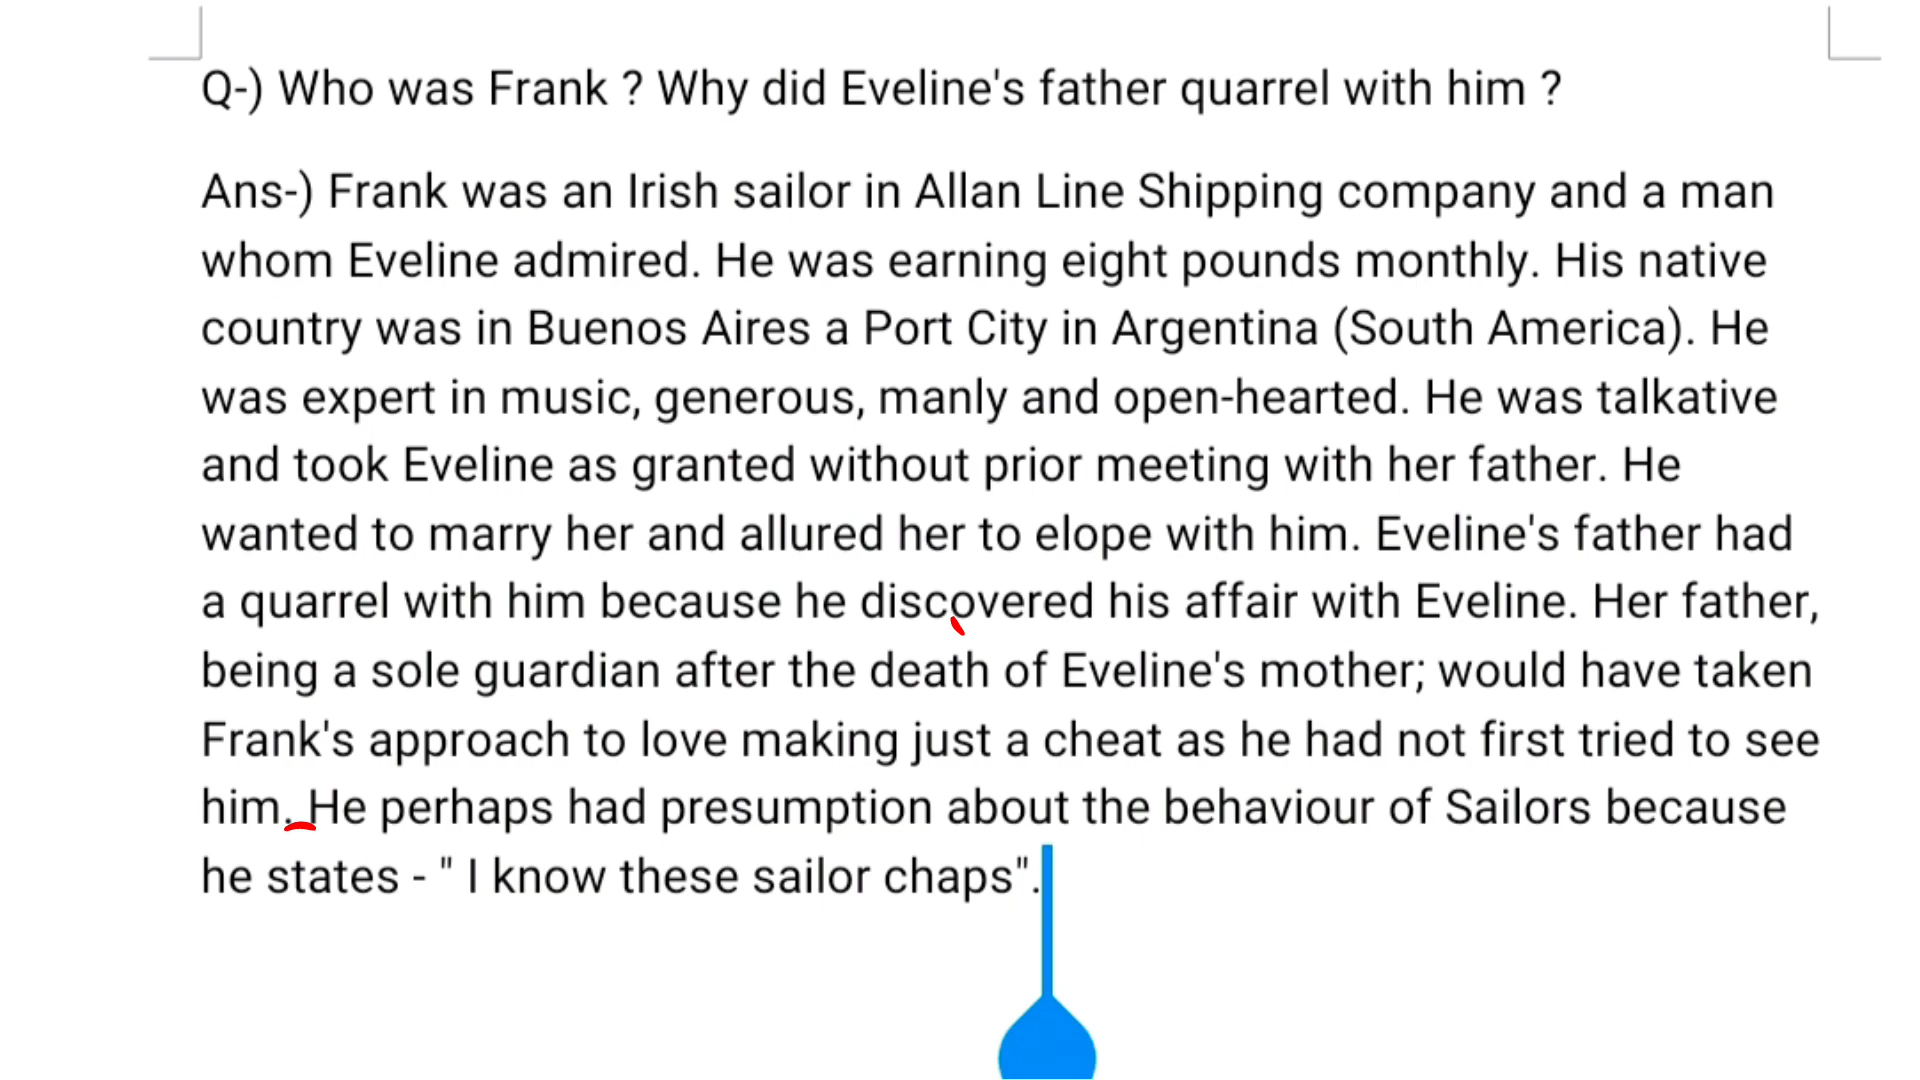 Q-) Who was Frank ? Why did Eveline's father quarrel with him ?
Ans-) Frank was an Irish sailor in Allan Line Shipping company and a man
whom Eveline admired. He was earning eight pounds monthly. His native
country was in Buenos Aires a Port City in Argentina (South America). He
was expert in music, generous, manly and open-hearted. He was talkative
and took Eveline as granted without prior meeting with her father. He
wanted to marry her and allured her to elope with him. Eveline's father had
a quarrel with him because he discovered his affair with Eveline. Her father,
being a sole guardian after the death of Eveline's mother; would have taken
Frank's approach to love making just a cheat as he had not first tried to see
him. He perhaps had presumption about the behaviour of Sailors because
he states - " I know these sailor chaps".